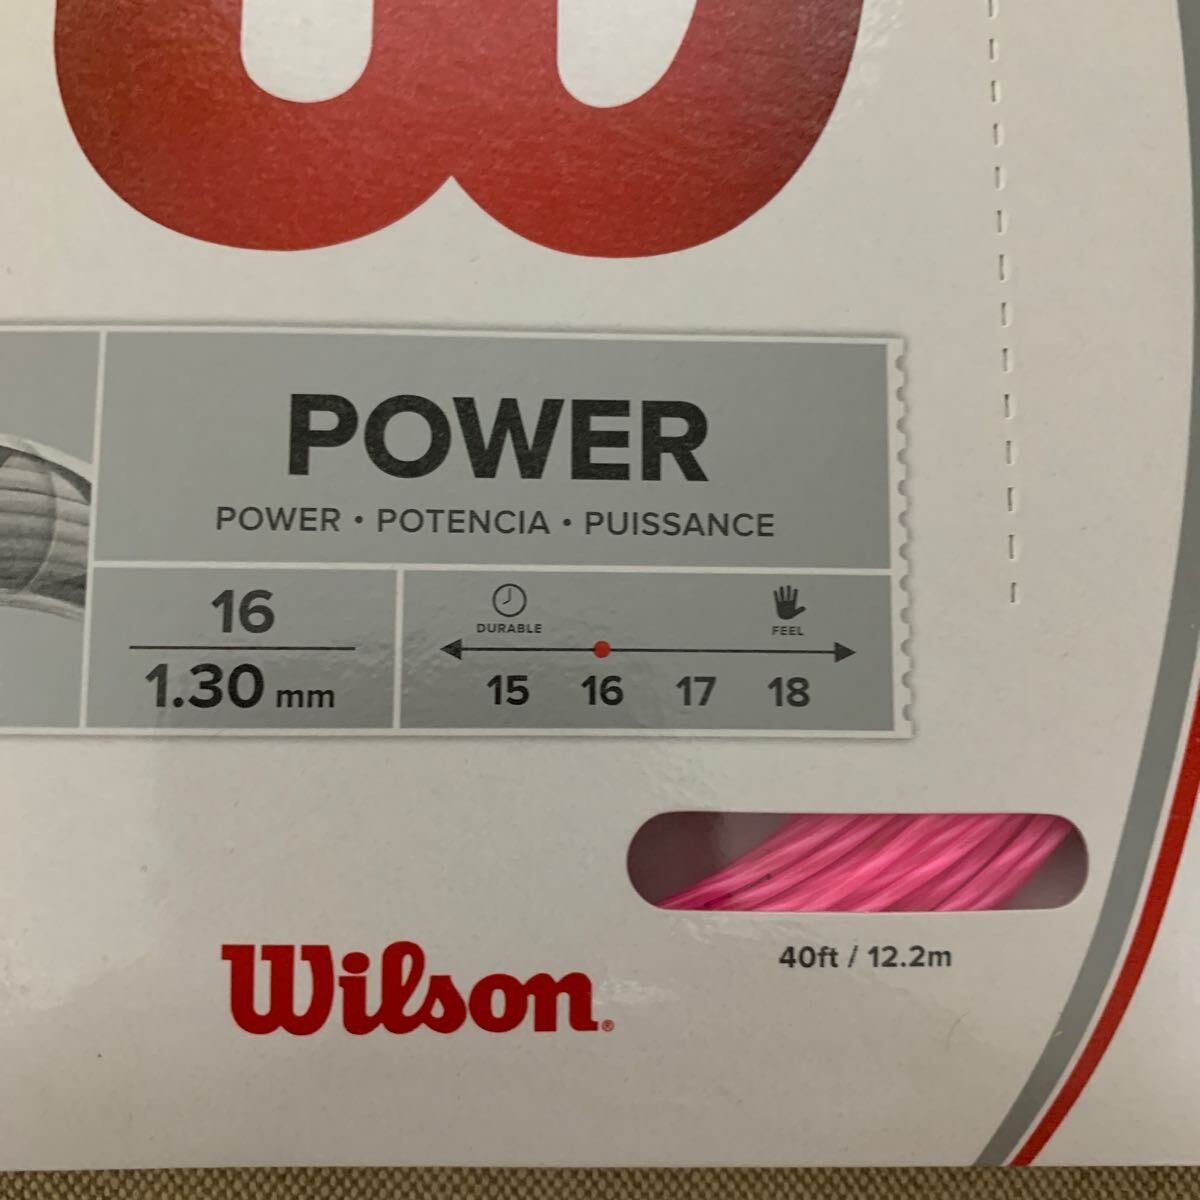 POWER
POWER • POTENCIA • PUISSANCE
16
1.30 mm
DURABLE
FEEL
15 16 17 18
40ft / 12.2m
Wilson®